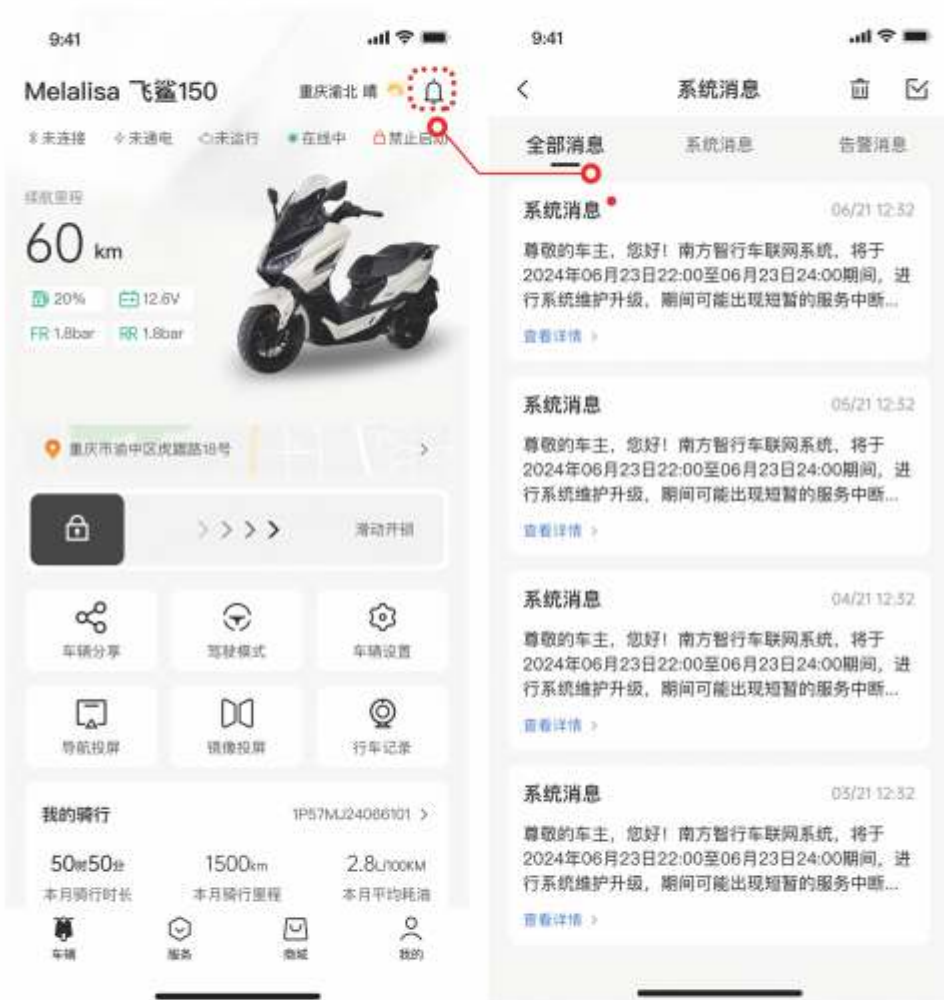 9:41
Melalisa 飞鲨150
重庆渝北 晴
未连接 未通电 未运行 在线中 禁止启动
续航里程
60 km
20% 12.6V
FR 1.8bar RR 1.8bar
重庆市渝中区虎踞路18号
滑动开锁
车辆分享 驾驶模式 车辆设置
导航投屏 镜像投屏 行车记录
我的骑行 1P57MJ24066101
50时50分 1500km 2.8L/100KM
本月骑行时长 本月骑行里程 本月平均耗油
车辆 服务 商城 我的
9:41
系统消息
全部消息 系统消息 告警消息
系统消息 06/21 12:32
尊敬的车主，您好！南方智行车联网系统，将于
2024年06月23日22:00至06月23日24:00期间，进
行系统维护升级，期间可能出现短暂的服务中断...
查看详情
系统消息 05/21 12:32
尊敬的车主，您好！南方智行车联网系统，将于
2024年06月23日22:00至06月23日24:00期间，进
行系统维护升级，期间可能出现短暂的服务中断...
查看详情
系统消息 04/21 12:32
尊敬的车主，您好！南方智行车联网系统，将于
2024年06月23日22:00至06月23日24:00期间，进
行系统维护升级，期间可能出现短暂的服务中断...
查看详情
系统消息 03/21 12:32
尊敬的车主，您好！南方智行车联网系统，将于
2024年06月23日22:00至06月23日24:00期间，进
行系统维护升级，期间可能出现短暂的服务中断...
查看详情